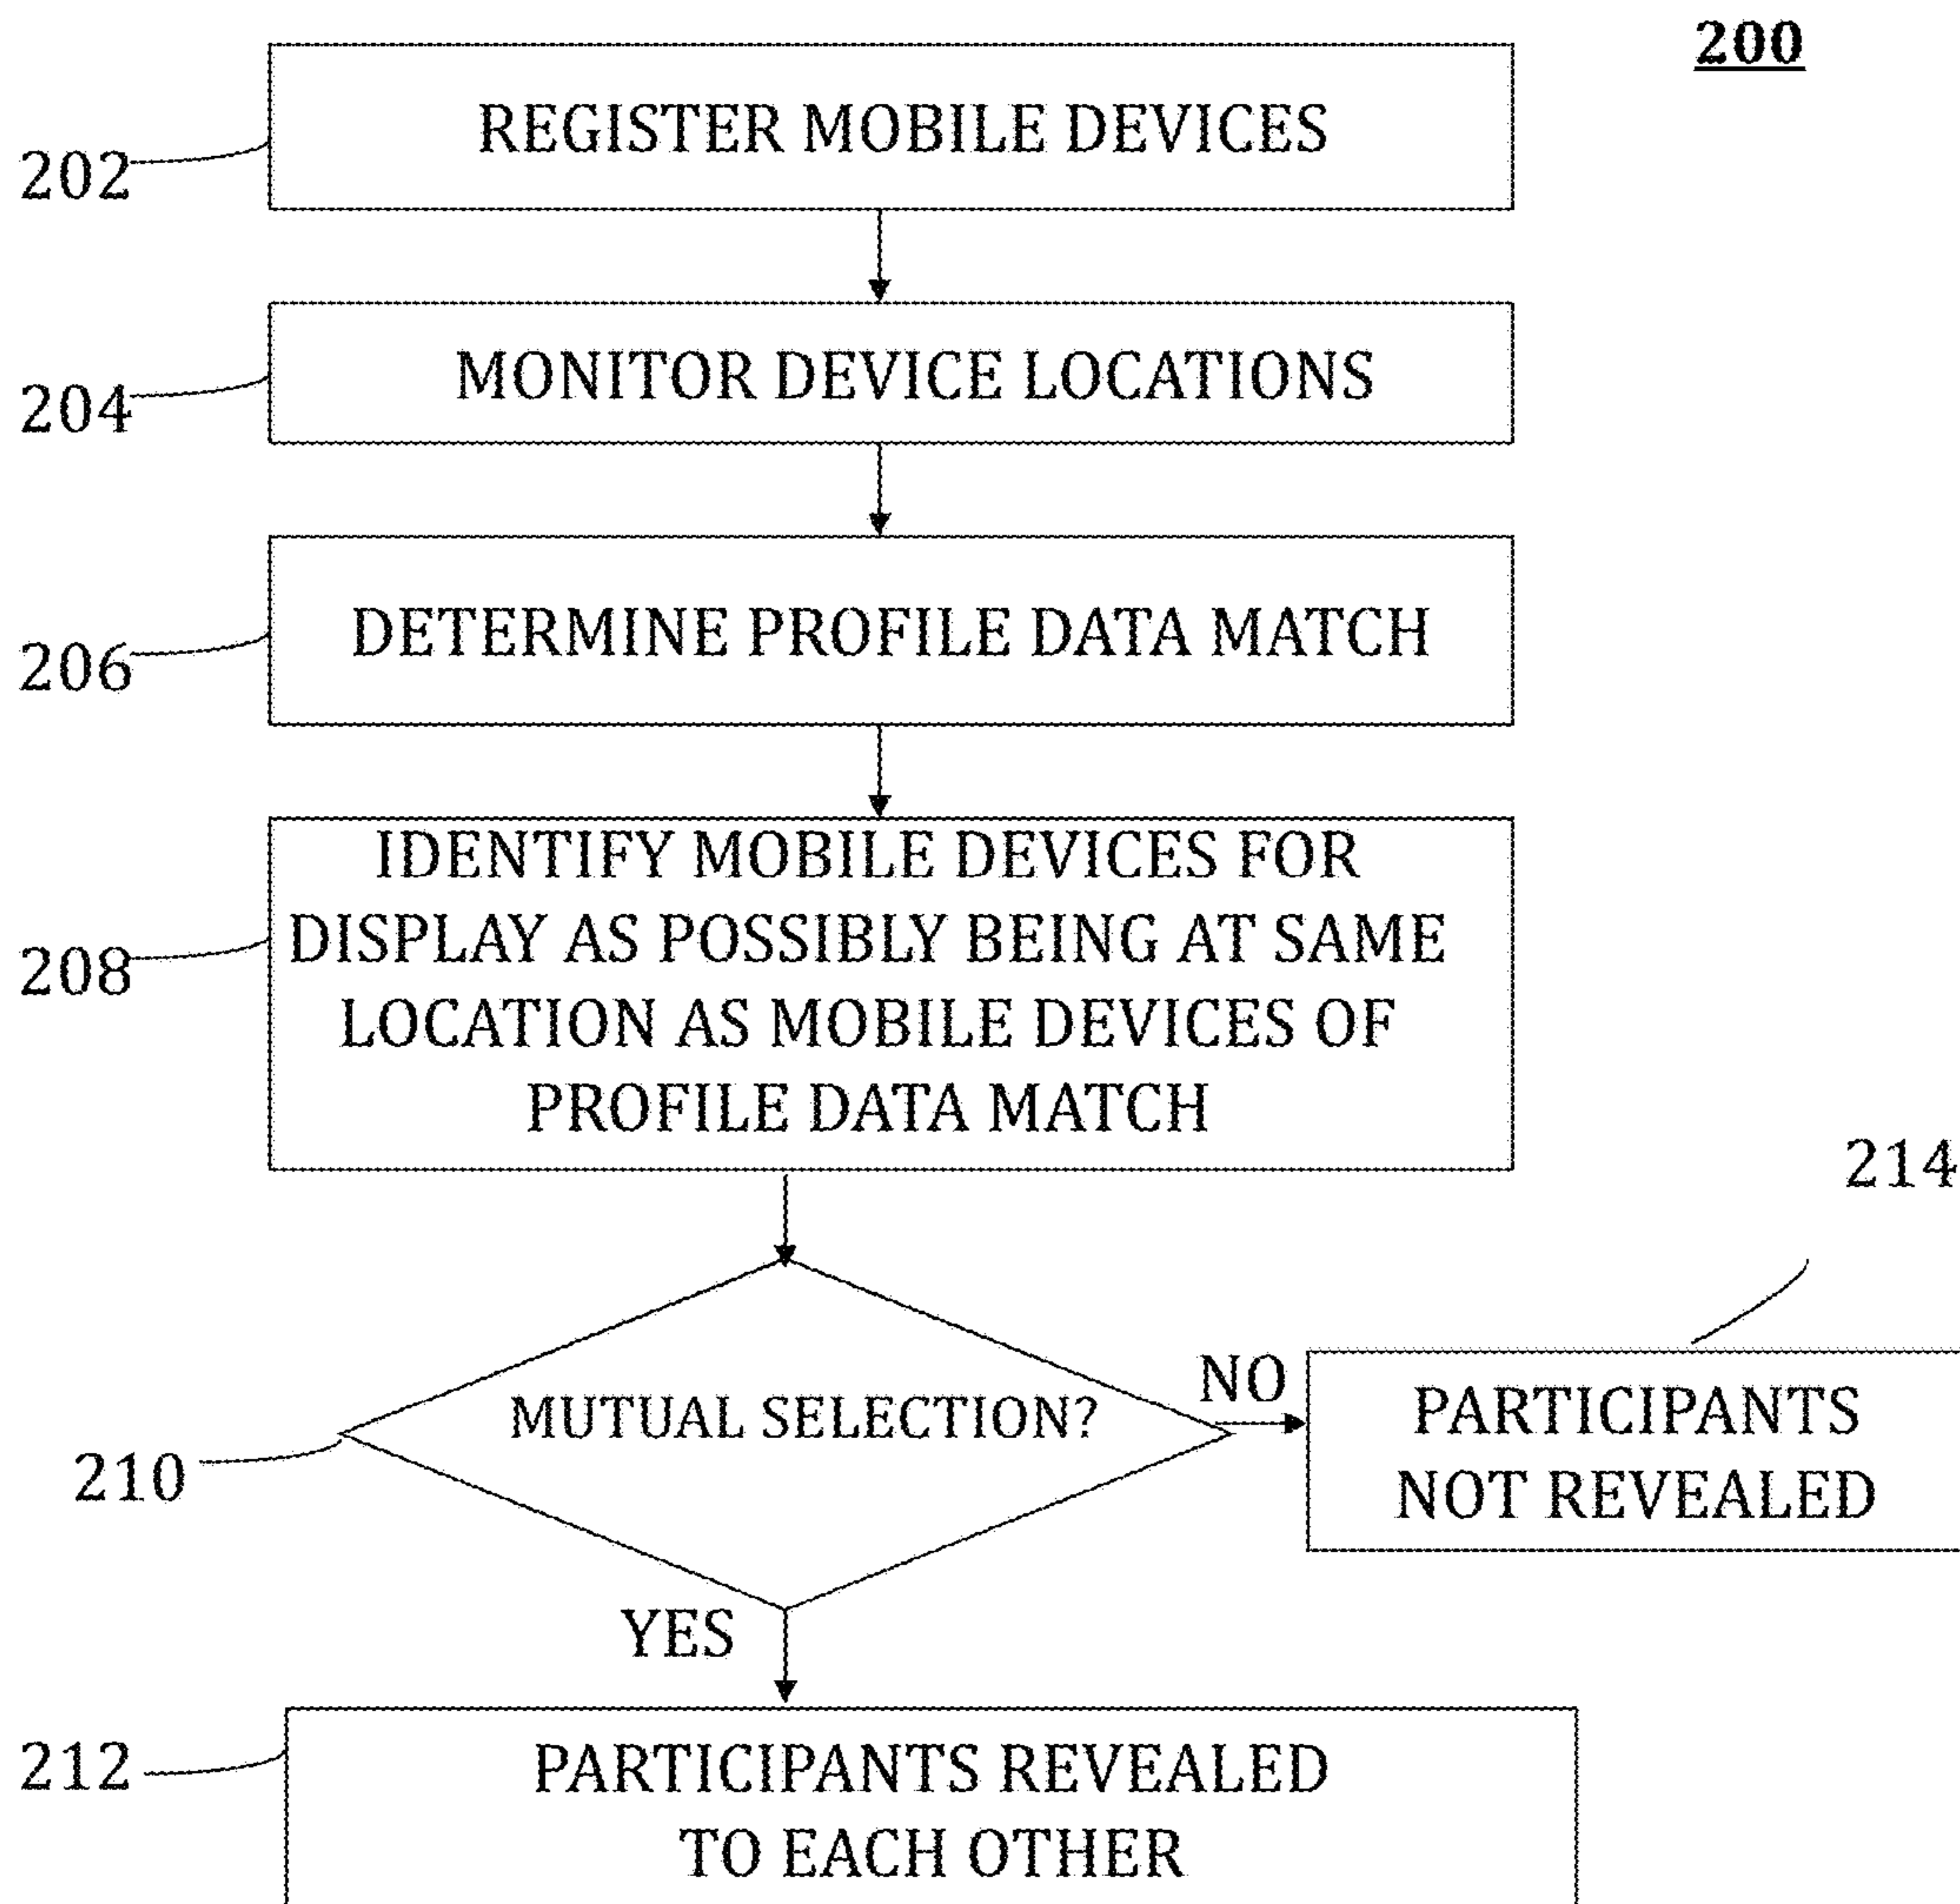 200
REGISTER MOBILE DEVICES
202
MONITOR DEVICE LOCATIONS
204
DETERMINE PROFILE DATA MATCH
206
IDENTIFY MOBILE DEVICES FOR
DISPLAY AS POSSIBLY BEING AT SAME
LOCATION AS MOBILE DEVICES OF
PROFILE DATA MATCH
208
214
MUTUAL SELECTION?
210
NO
PARTICIPANTS
NOT REVEALED
YES
212
PARTICIPANTS REVEALED
TO EACH OTHER